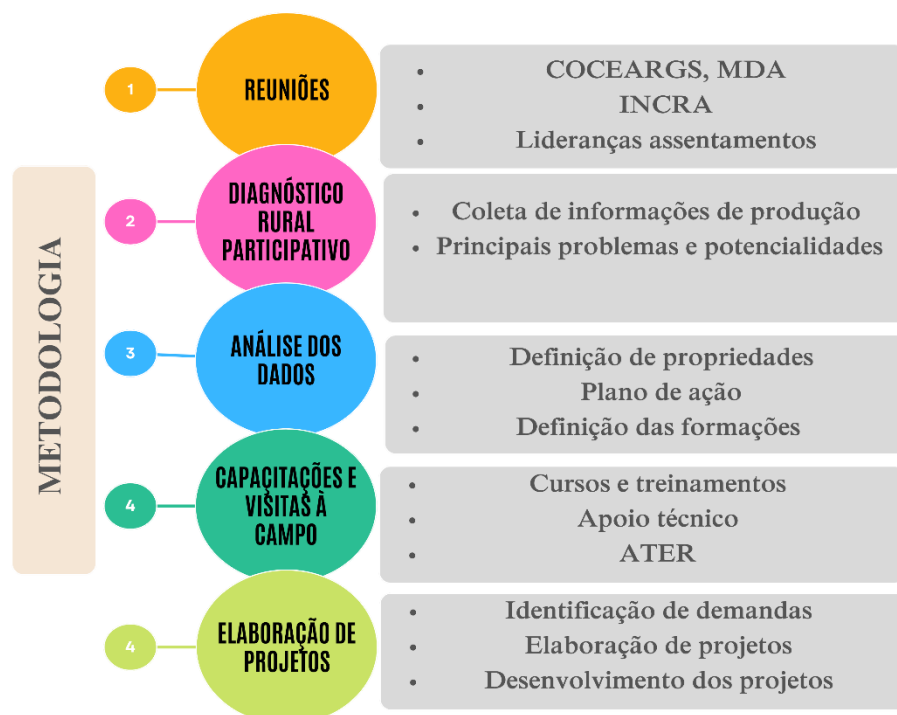 METODOLOGIA
1
REUNIÕES
• COCEARGS, MDA
• INCRA
• Lideranças assentamentos
2
DIAGNÓSTICO
RURAL
PARTICIPATIVO
• Coleta de informações de produção
• Principais problemas e potencialidades
3
ANÁLISE DOS
DADOS
• Definição de propriedades
• Plano de ação
• Definição das formações
4
CAPAÇITAÇÕES E
VISITAS À
CAMPO
• Cursos e treinamentos
• Apoio técnico
• ATER
4
ELABORAÇÃO DE
PROJETOS
• Identificação de demandas
• Elaboração de projetos
• Desenvolvimento dos projetos